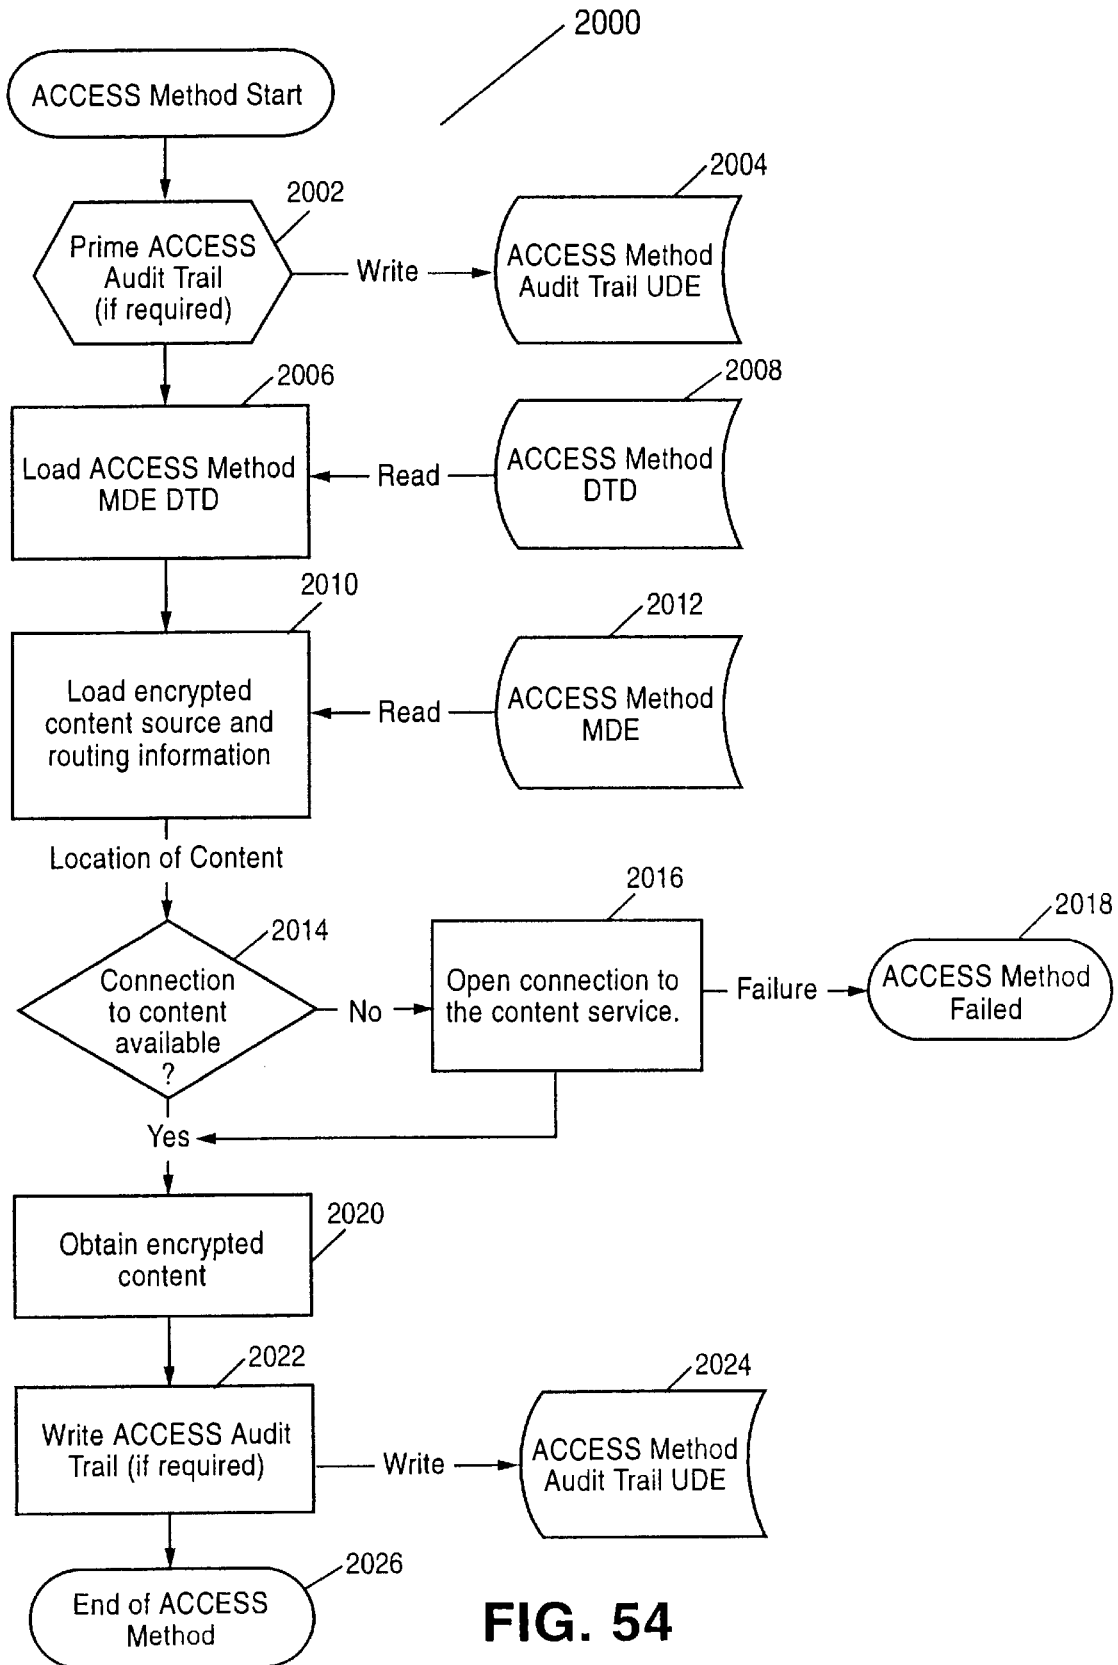 2000
ACCESS Method Start
2002
Prime ACCESS
Audit Trail
(if required)
Write
2004
ACCESS Method
Audit Trail UDE
2006
Load ACCESS Method
MDE DTD
Read
2008
ACCESS Method
DTD
2010
Load encrypted
content source and
routing information
Read
2012
ACCESS Method
MDE
Location of Content
2014
Connection
to content
available
?
No
2016
Open connection to
the content service.
Failure
2018
ACCESS Method
Failed
Yes
2020
Obtain encrypted
content
2022
Write ACCESS Audit
Trail (if required)
Write
2024
ACCESS Method
Audit Trail UDE
2026
End of ACCESS
Method
FIG. 54